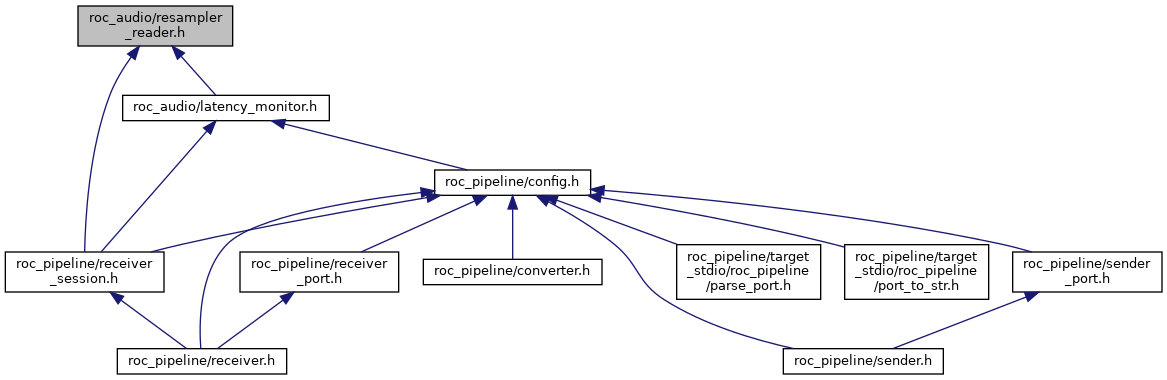 roc_audio/resampler
_reader.h
roc_audio/latency_monitor.h
roc_pipeline/config.h
roc_pipeline/receiver
_session.h
roc_pipeline/receiver
_port.h
roc_pipeline/converter.h
roc_pipeline/target
_stdio/roc_pipeline
/parse_port.h
roc_pipeline/target
_stdio/roc_pipeline
/port_to_str.h
roc_pipeline/sender
_port.h
roc_pipeline/receiver.h
roc_pipeline/sender.h